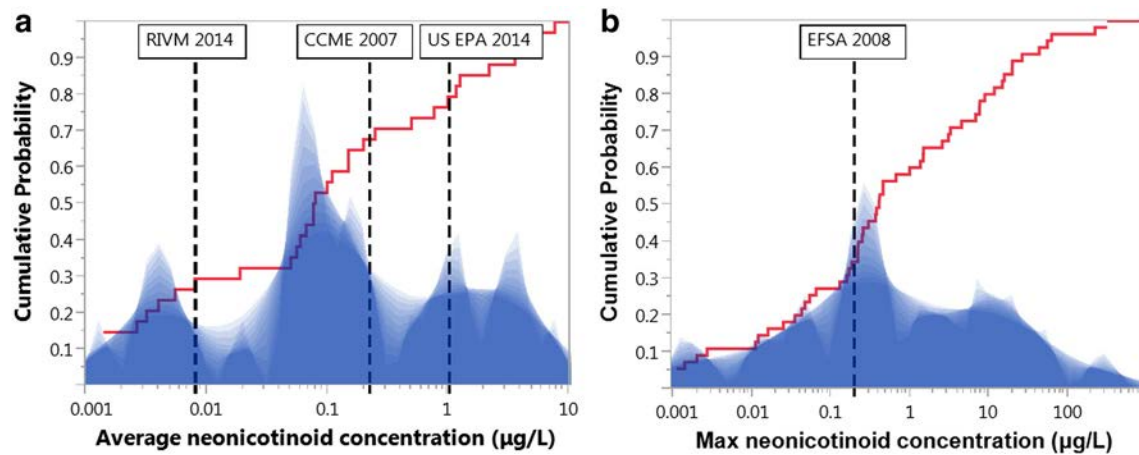 a
RIVM 2014
CCME 2007
US EPA 2014
Cumulative Probability
0.9
0.8
0.7
0.6
0.5
0.4
0.3
0.2
0.1
0.001
0.01
0.1
1
10
Average neonicotinoid concentration (µg/L)
b
EFSA 2008
Cumulative Probability
0.9
0.8
0.7
0.6
0.5
0.4
0.3
0.2
0.1
0.001
0.01
0.1
1
10
100
Max neonicotinoid concentration (µg/L)